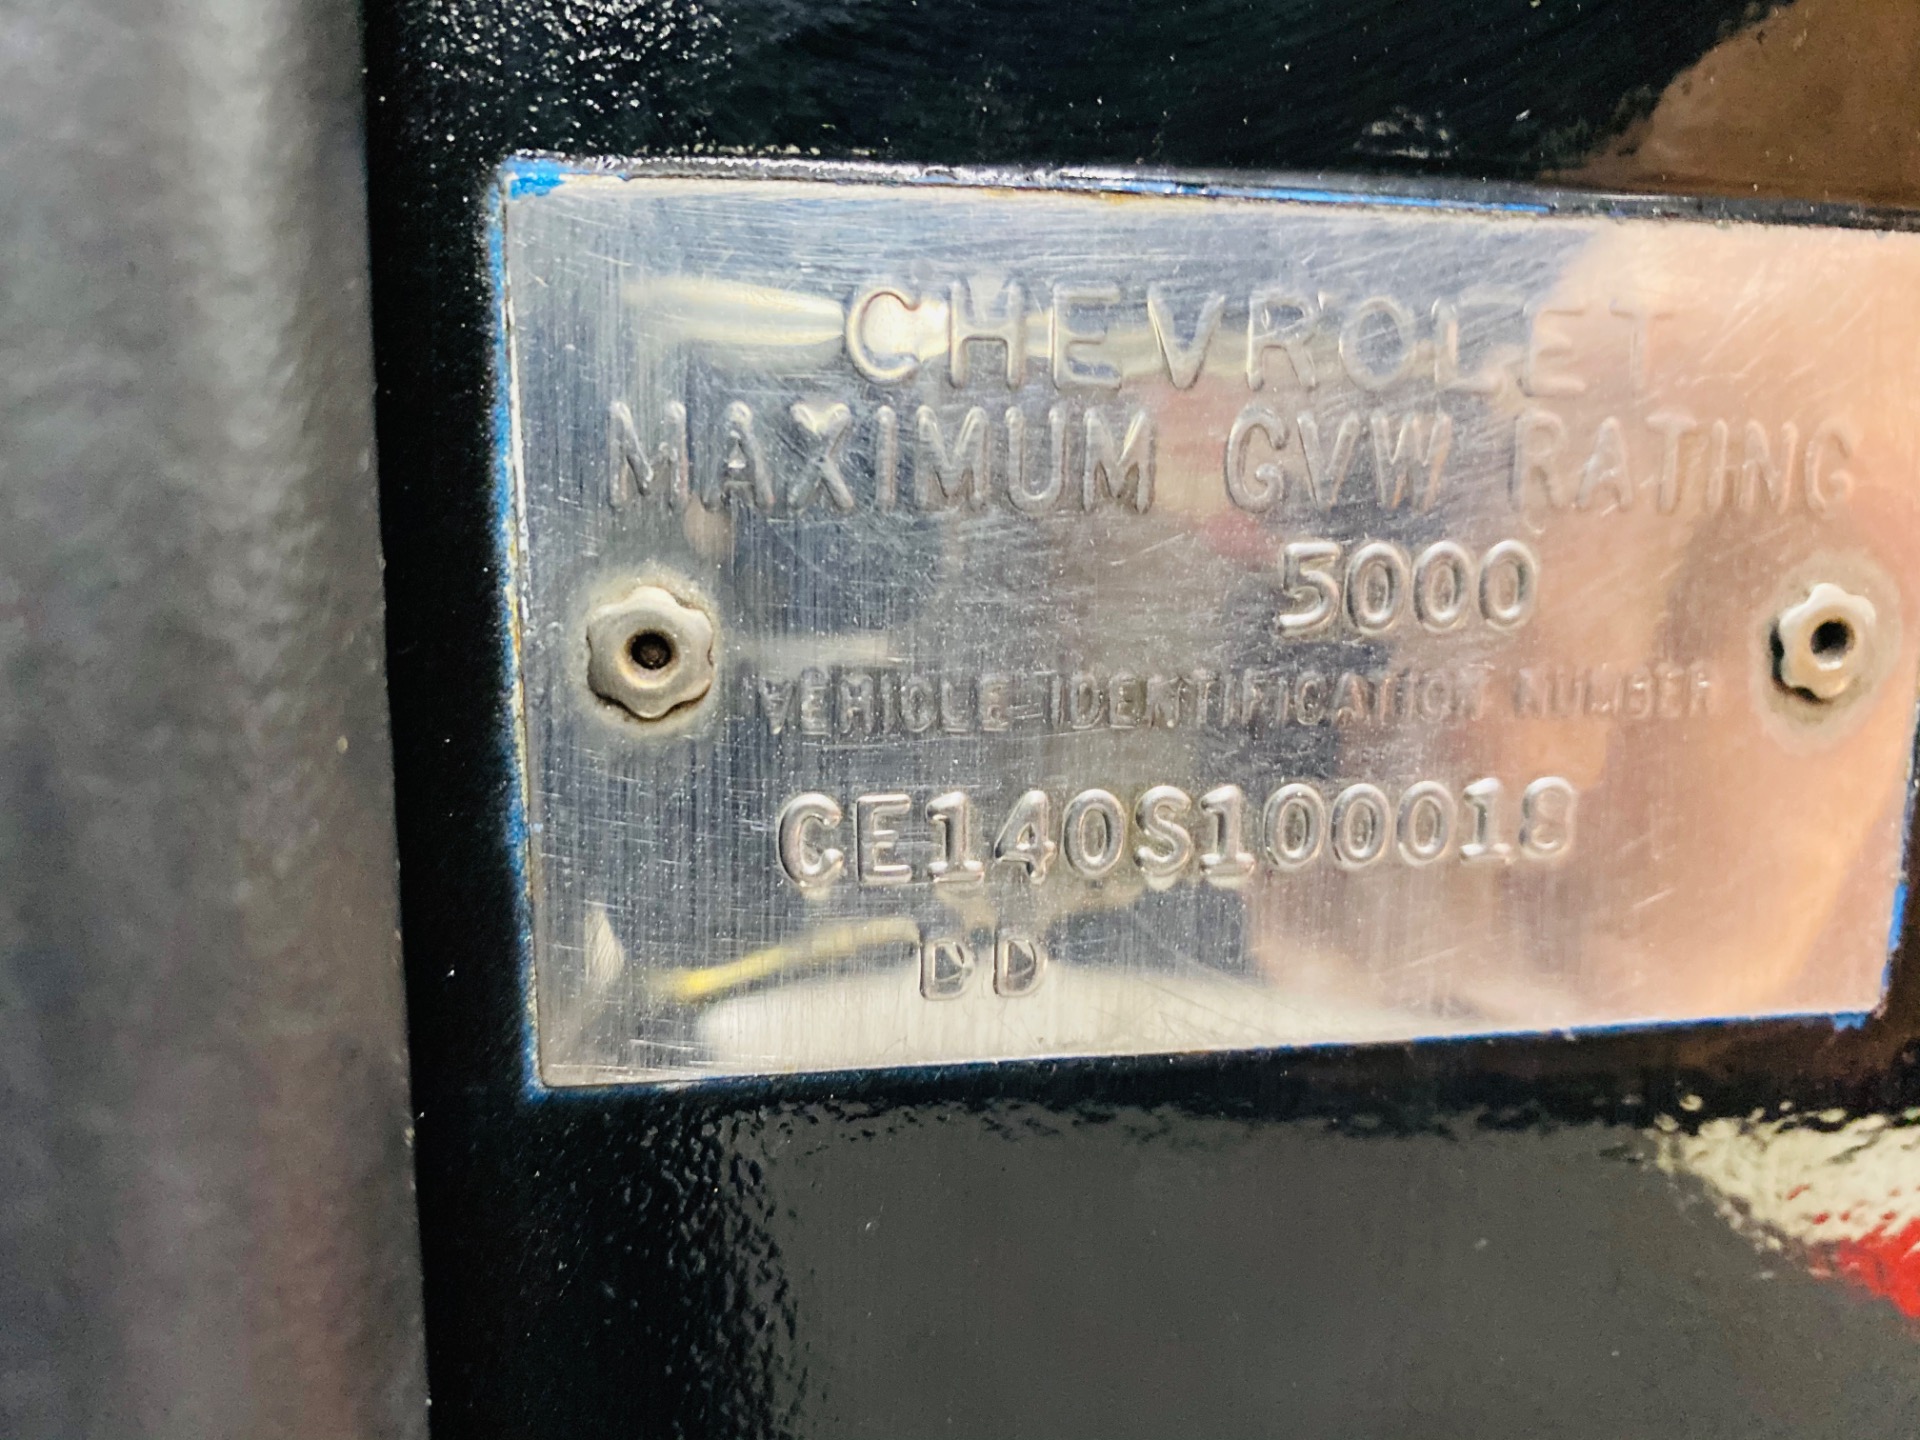 CHEVROLET
MAXIMUM GVW RATING
5000
VEHICLE IDENTIFICATION NUMBER
CE140S100018
DD